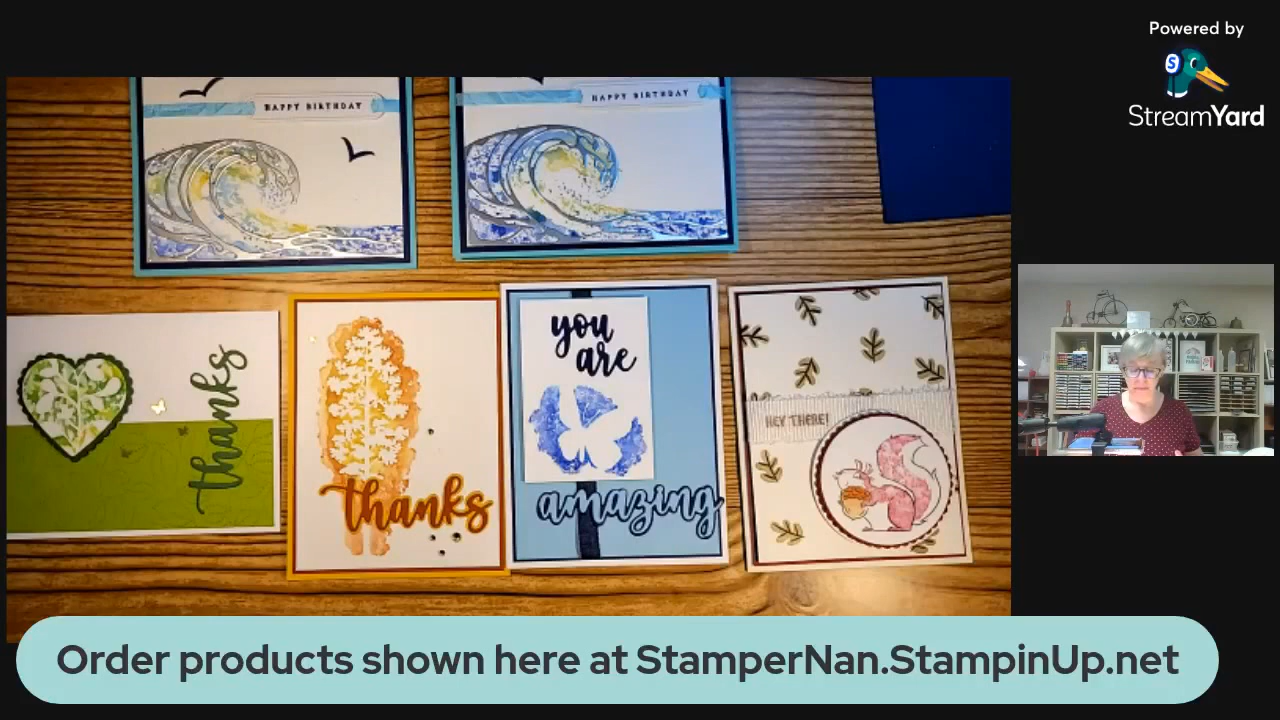 Powered by
S
StreamYard
HAPPY BIRTHDAY
HAPPY BIRTHDAY
thanks
thanks
you
are
amazing
HEY THERE!
Order products shown here at StamperNan.StampinUp.net